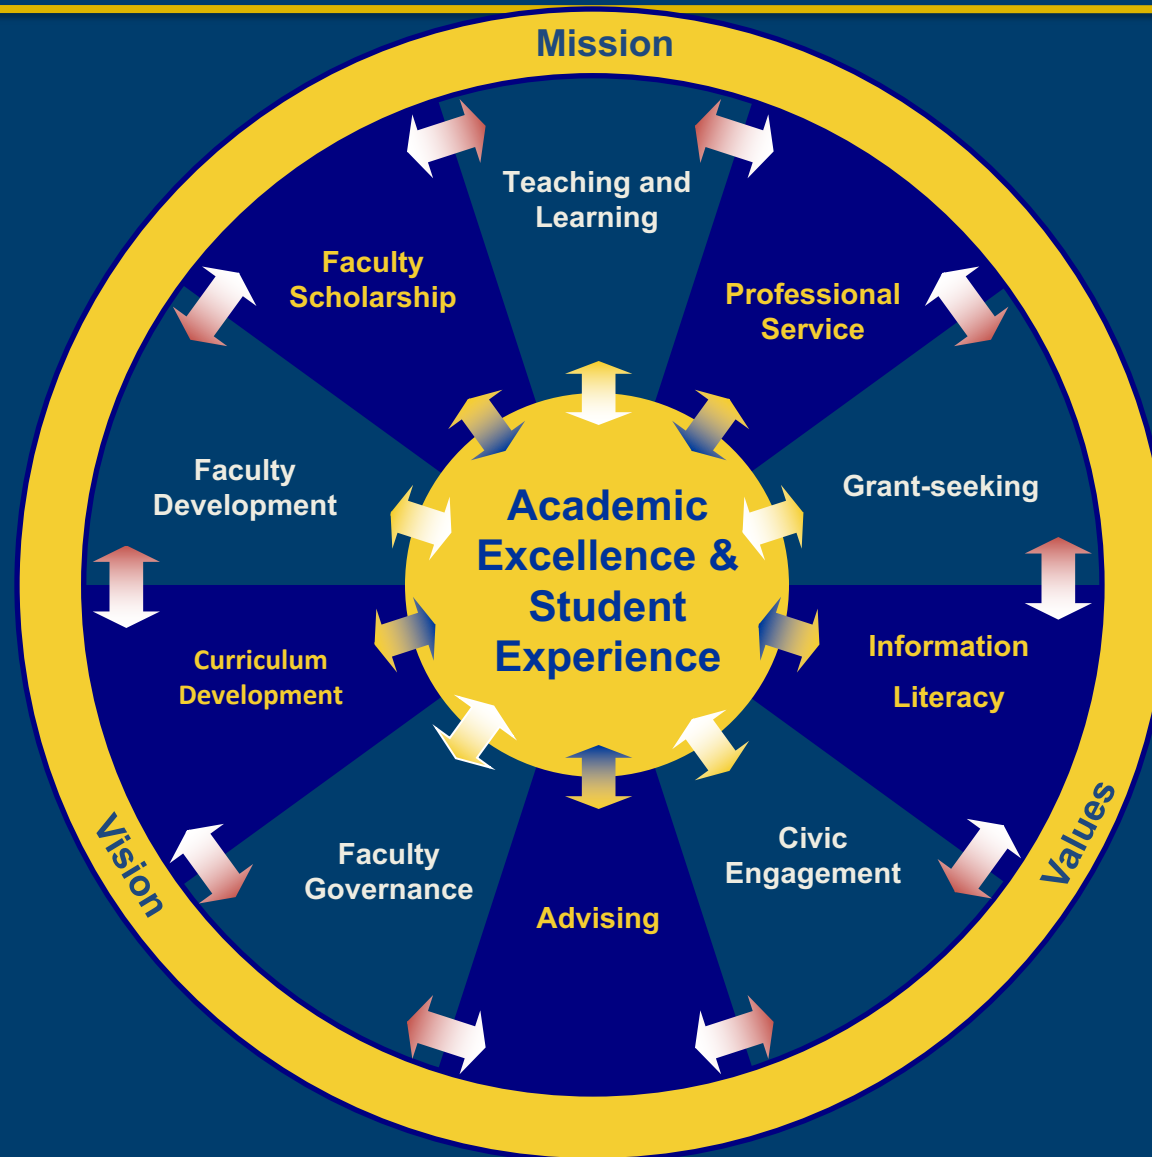 Mission
Teaching and
Learning
Professional
Service
Grant-seeking
Information
Literacy
Civic
Engagement
Advising
Faculty
Governance
Curriculum
Development
Faculty
Development
Faculty
Scholarship
Academic
Excellence &
Student
Experience
Vision
Values